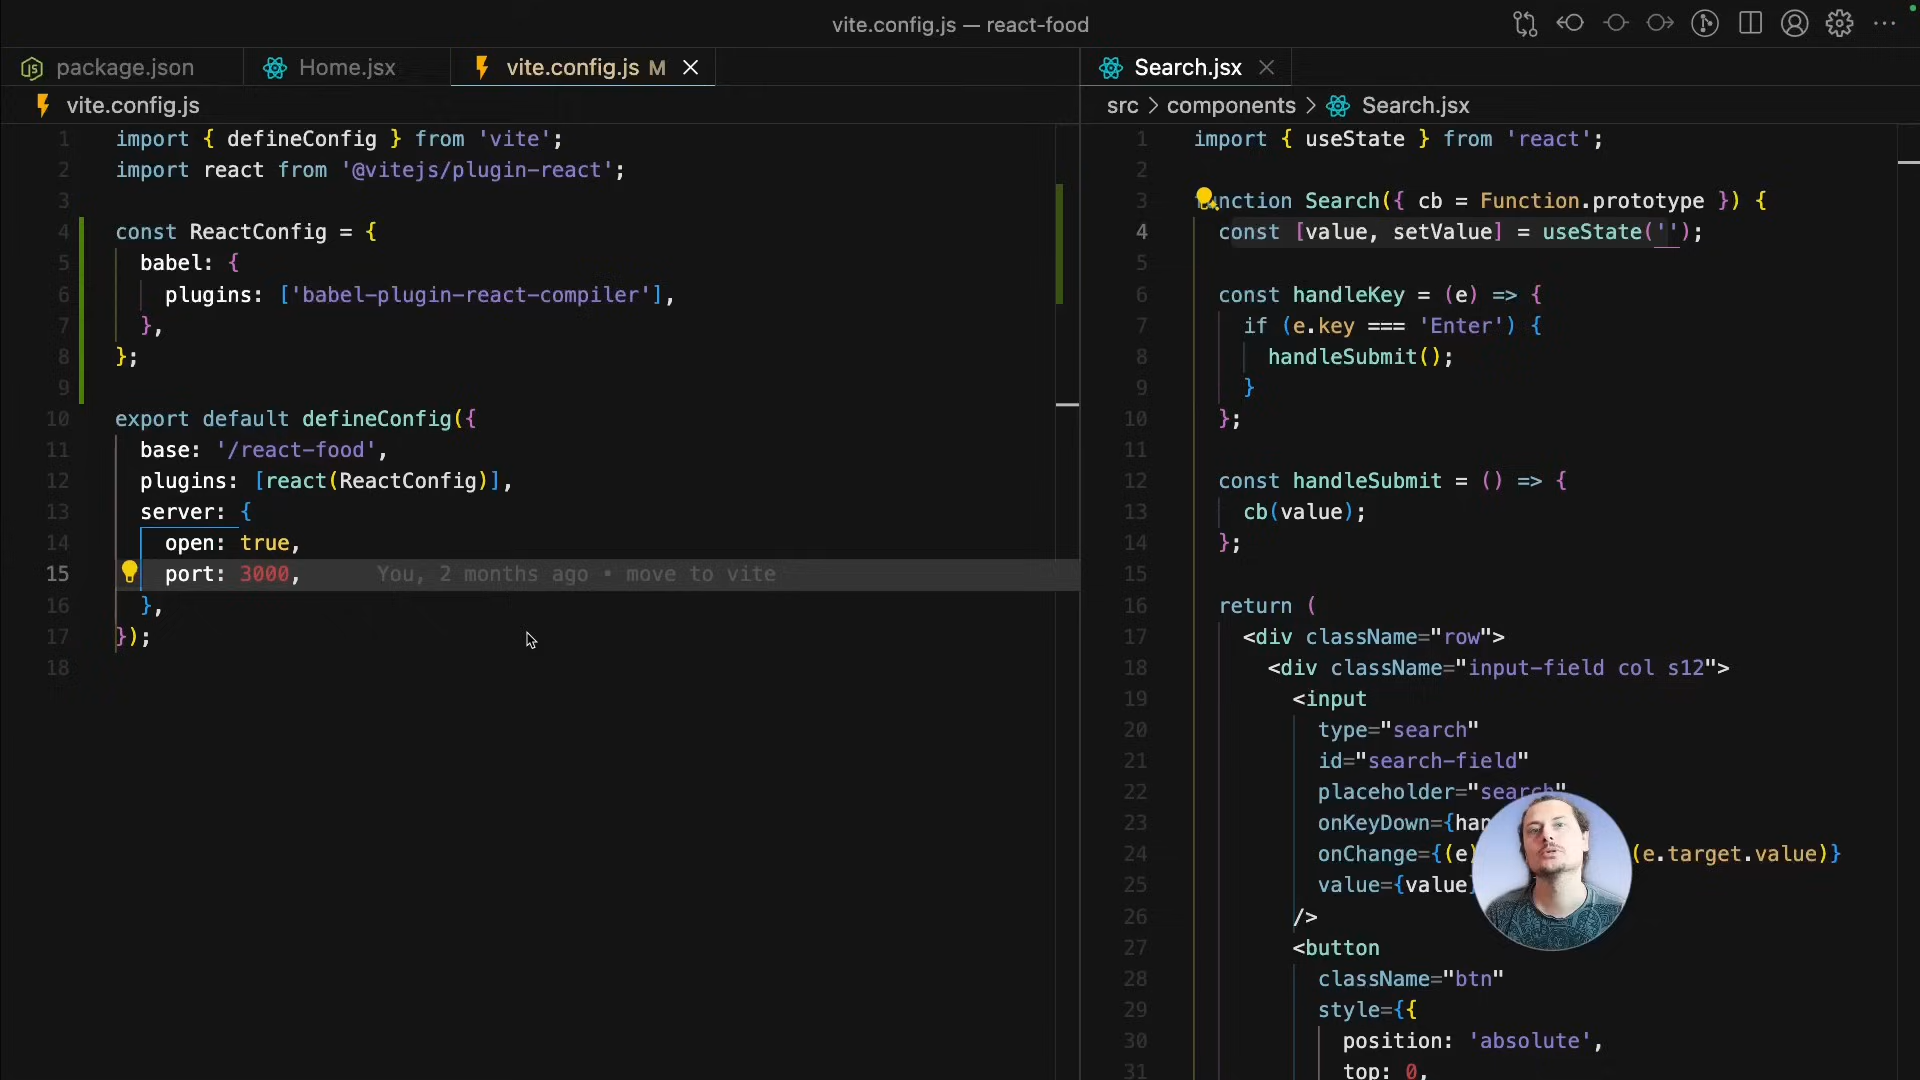 vite.config.js — react-food
package.json
Home.jsx
vite.config.js M
Search.jsx
vite.config.js
src > components > Search.jsx
1 import { defineConfig } from 'vite';
2 import react from '@vitejs/plugin-react';
3
4 const ReactConfig = {
5 babel: {
6 plugins: ['babel-plugin-react-compiler'],
7 },
8 };
9
10 export default defineConfig({
11 base: '/react-food',
12 plugins: [react(ReactConfig)],
13 server: {
14 open: true,
15 port: 3000, You, 2 months ago • move to vite
16 },
17 });
18
1 import { useState } from 'react';
2
3 unction Search({ cb = Function.prototype }) {
4 const [value, setValue] = useState('');
5
6 const handleKey = (e) => {
7 if (e.key === 'Enter') {
8 handleSubmit();
9 }
10 };
11
12 const handleSubmit = () => {
13 cb(value);
14 };
15
16 return (
17 <div className="row">
18 <div className="input-field col s12">
19 <input
20 type="search"
21 id="search-field"
22 placeholder="search"
23 onKeyDown={han
24 onChange={(e) (e.target.value)}
25 value={value}
26 />
27 <button
28 className="btn"
29 style={{
30 position: 'absolute',
31 top: 0,